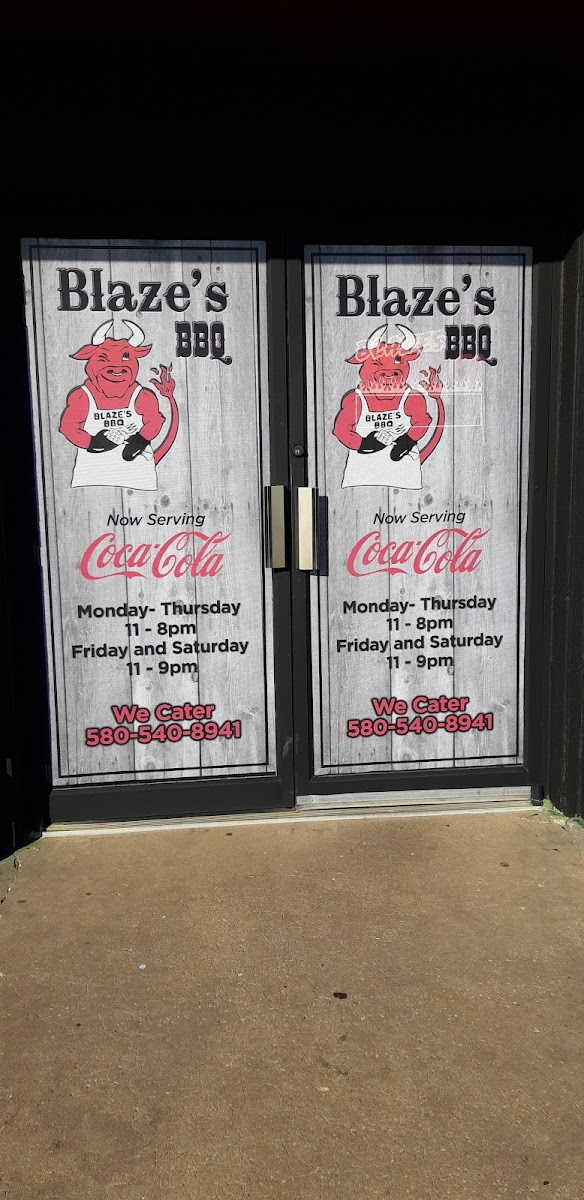 Blaze's
BBQ
BLAZE'S
BBQ
Now Serving
Coca-Cola
Monday- Thursday
11 - 8pm
Friday and Saturday
11 - 9pm
We Cater
580-540-8941
Blaze's
BBQ
BLAZE'S
BBQ
Now Serving
Coca-Cola
Monday- Thursday
11 - 8pm
Friday and Saturday
11 - 9pm
We Cater
580-540-8941